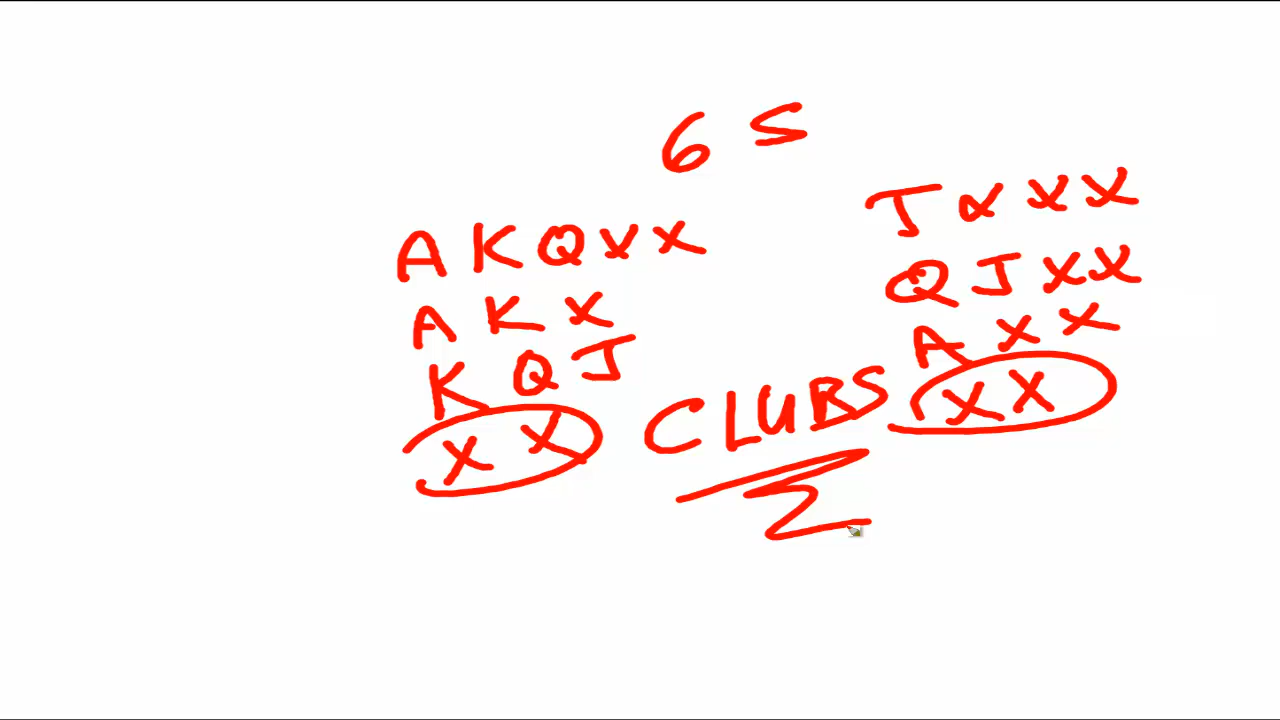 6 S
A K Q X X
A K X
K Q J
X X
CLUBS
J X X X
Q J X X
A X X
X X